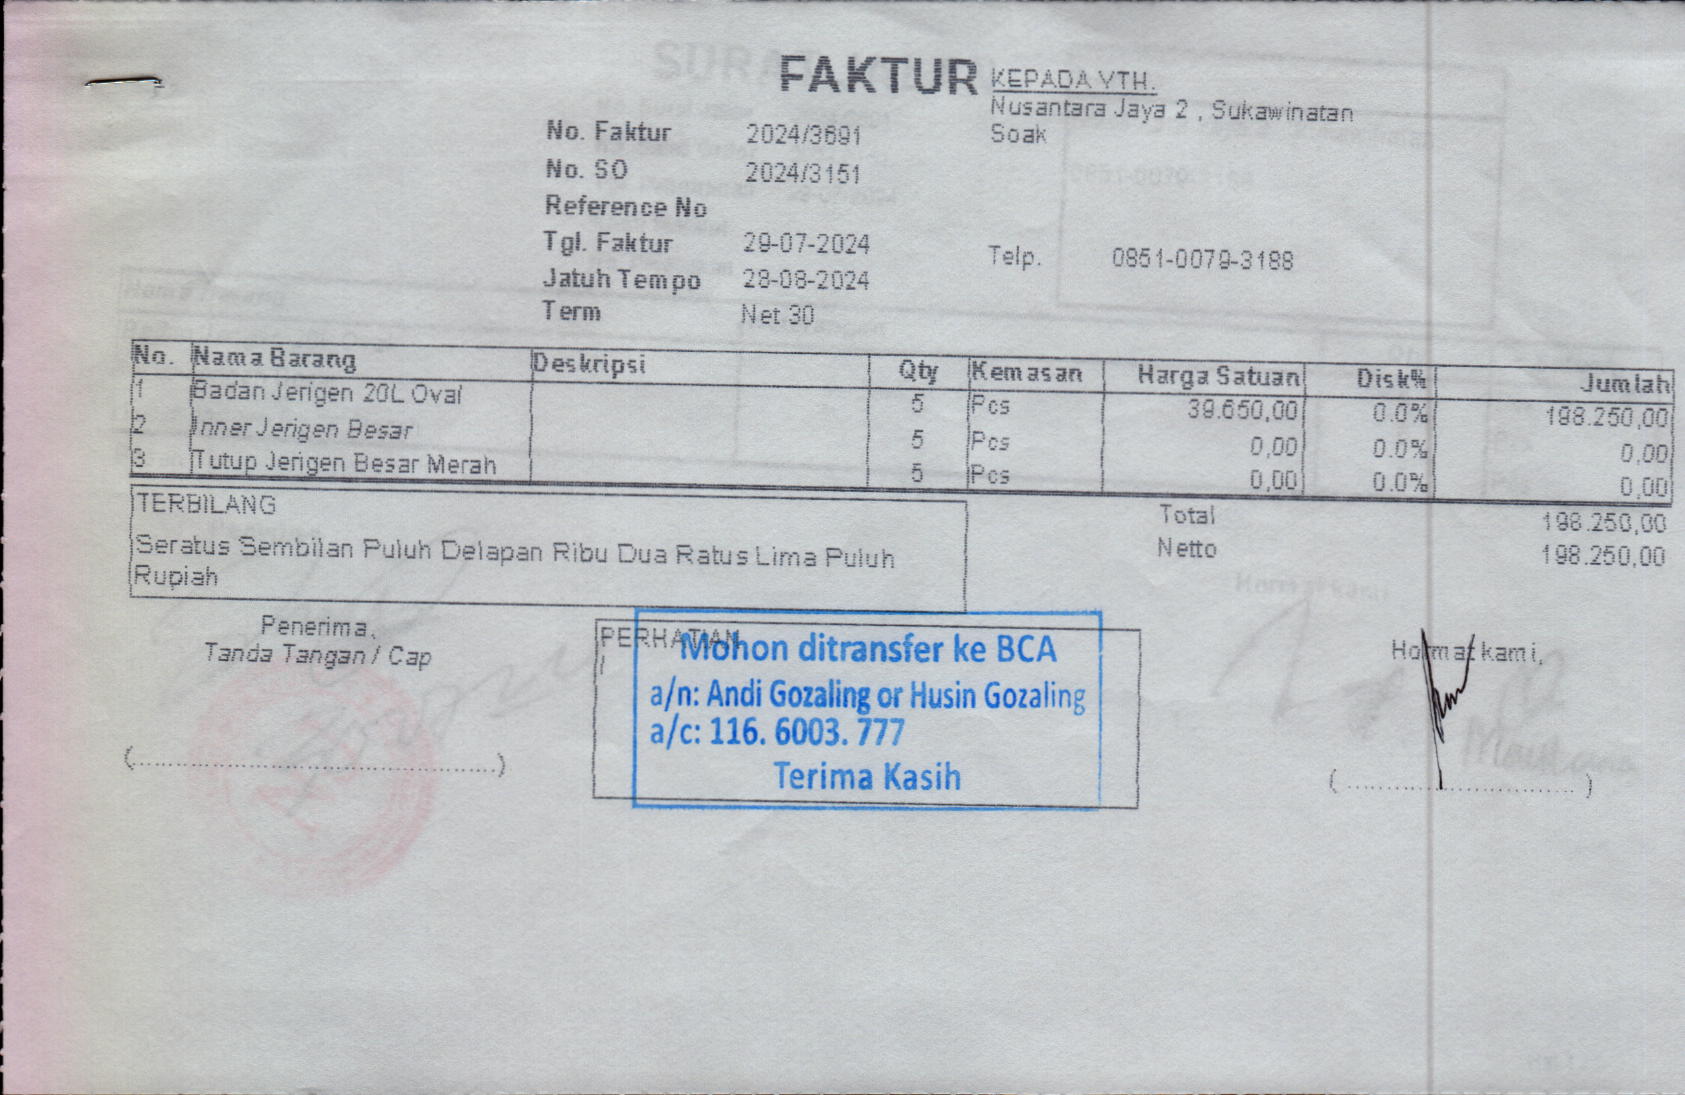 FAKTUR
KEPADA YTH.
Nusantara Jaya 2 , Sukawinatan
Soak
No. Faktur 2024/3691
No. SO 2024/3151
Reference No
Tgl. Faktur 29-07-2024
Telp. 0851-0079-3188
Jatuh Tempo 28-08-2024
Term Net 30
No. Nama Barang Deskripsi Qty Kemasan Harga Satuan Disk% Jumlah
1 Badan Jerigen 20L Oval 5 Pcs 39.650,00 0.0% 198.250,00
2 Inner Jerigen Besar 5 Pcs 0,00 0.0% 0,00
3 Tutup Jerigen Besar Merah 5 Pcs 0,00 0.0% 0,00
TERBILANG
Seratus Sembilan Puluh Delapan Ribu Dua Ratus Lima Puluh
Rupiah
Total 198.250,00
Netto 198.250,00
Penerima,
Tanda Tangan / Cap
(................................................)
PERHATIAN
/
Mohon ditransfer ke BCA
a/n: Andi Gozaling or Husin Gozaling
a/c: 116. 6003. 777
Terima Kasih
Hormat kami,
(................................)